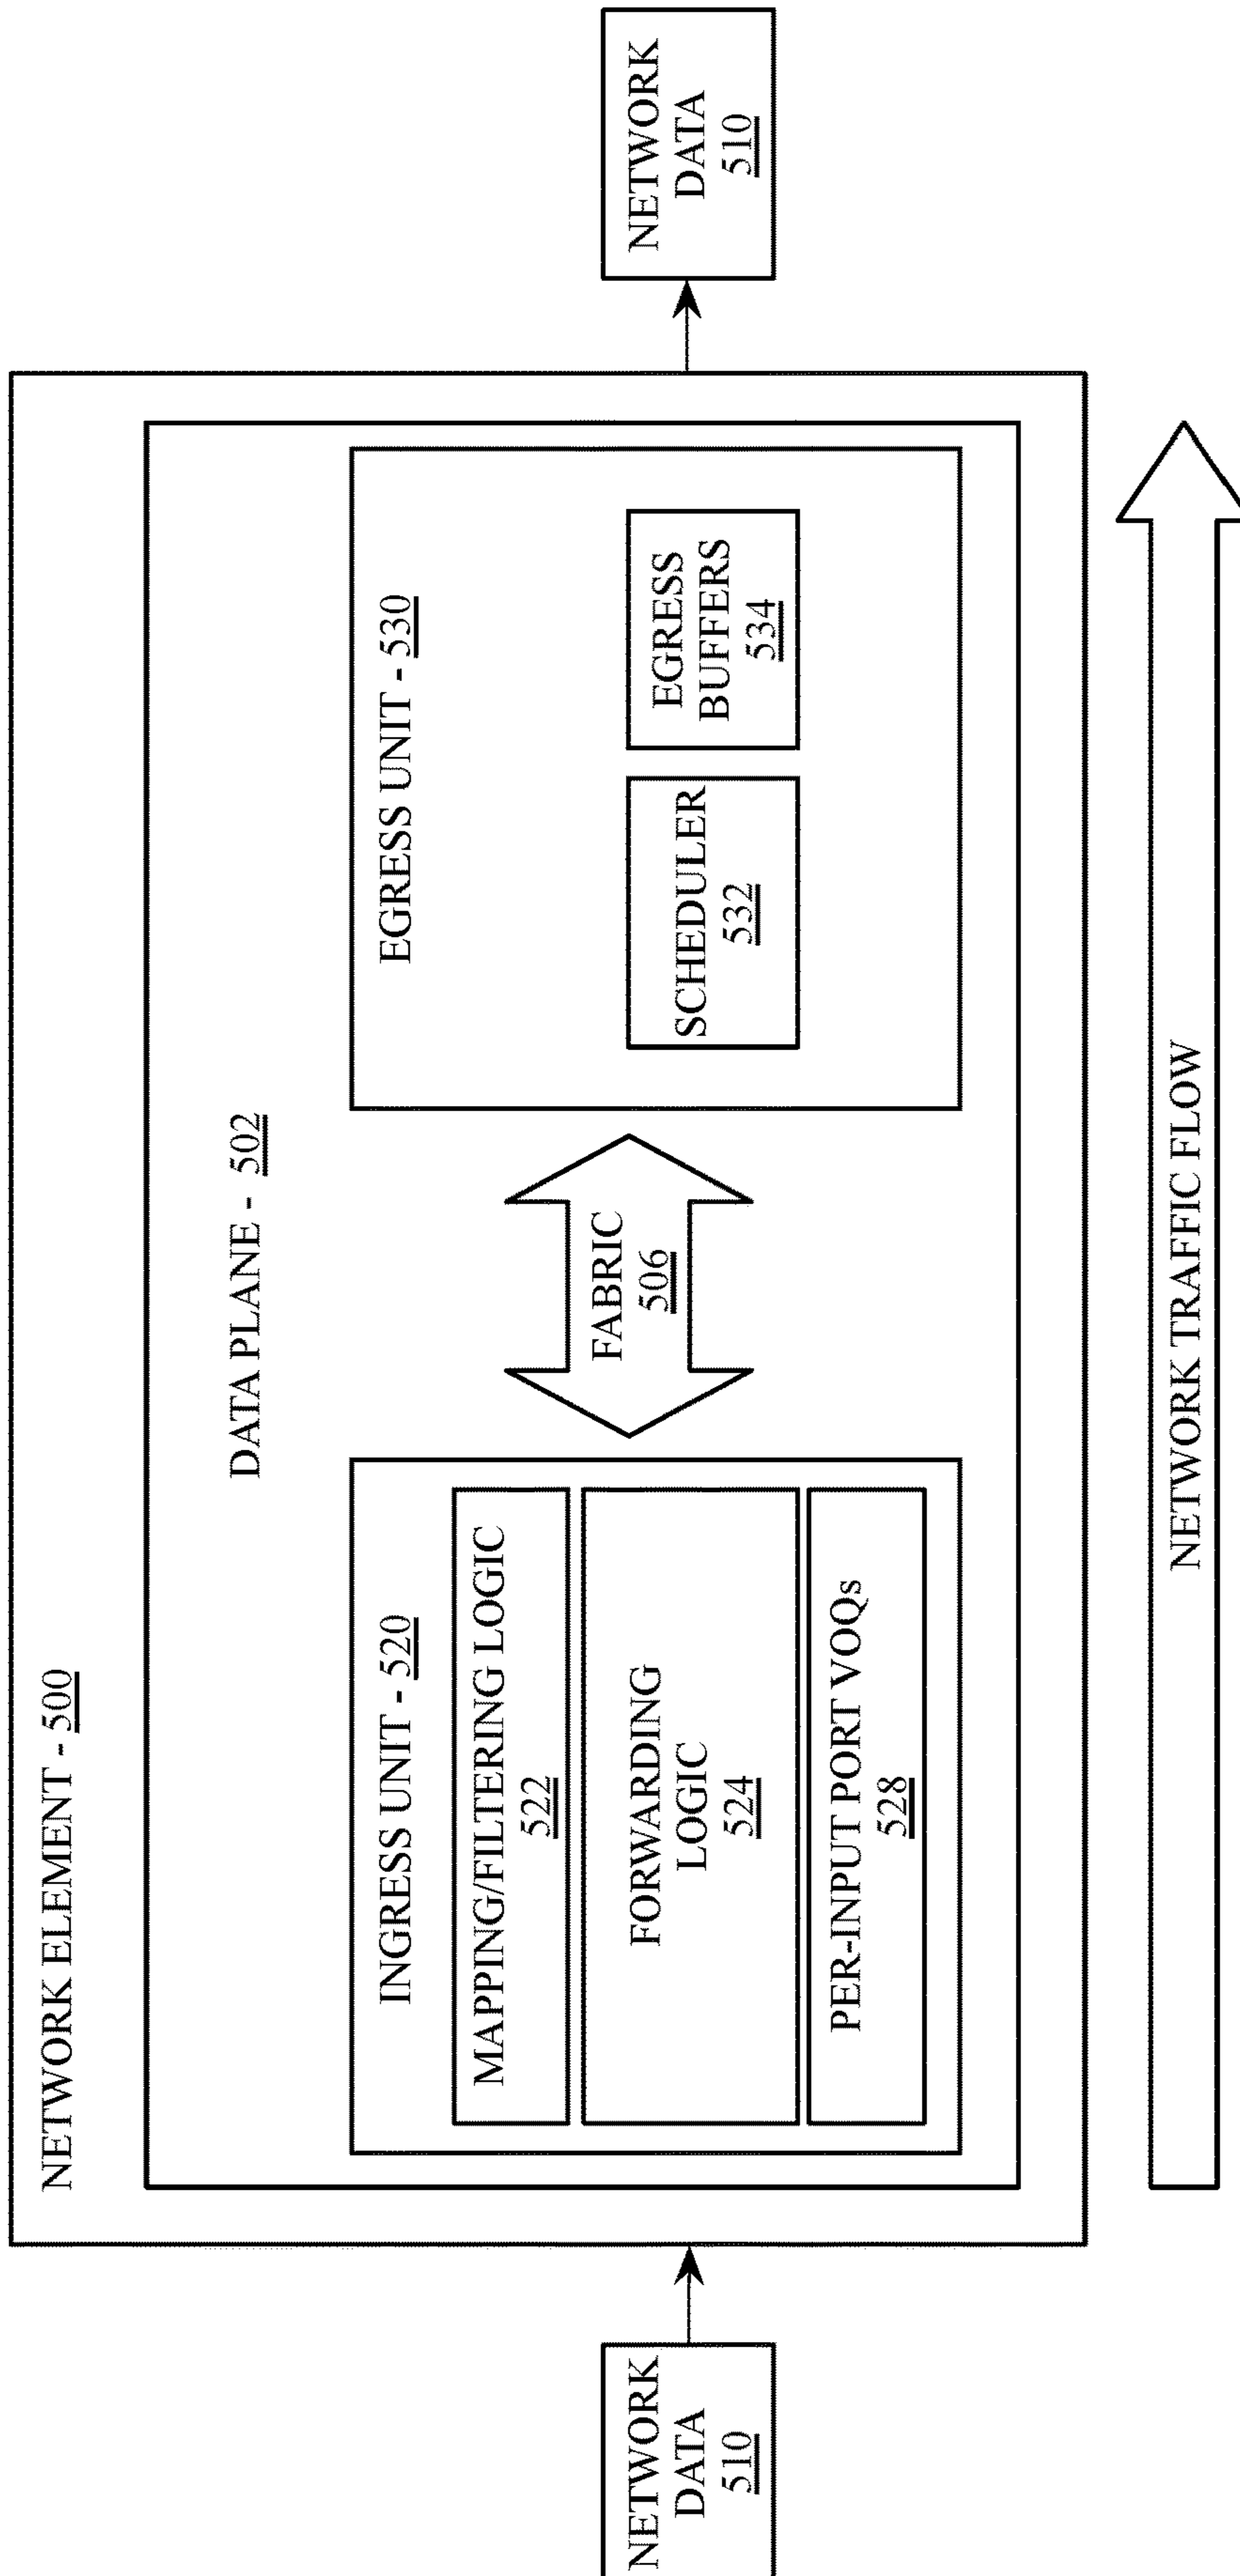 NETWORK ELEMENT - 500
DATA PLANE - 502
INGRESS UNIT - 520
MAPPING/FILTERING LOGIC
522
FORWARDING
LOGIC
524
PER-INPUT PORT VOQs
528
FABRIC
506
EGRESS UNIT - 530
SCHEDULER
532
EGRESS
BUFFERS
534
NETWORK
DATA
510
NETWORK
DATA
510
NETWORK TRAFFIC FLOW